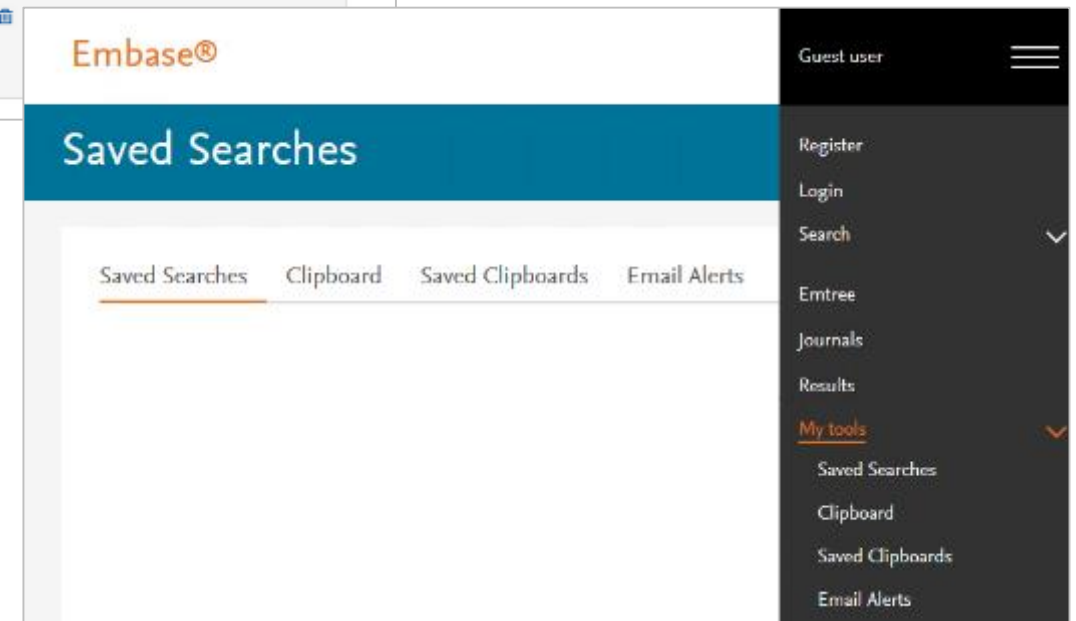 Embase®
Guest user
Saved Searches
Register
Login
Search
Saved Searches Clipboard Saved Clipboards Email Alerts
Emtree
Journals
Results
My tools
Saved Searches
Clipboard
Saved Clipboards
Email Alerts